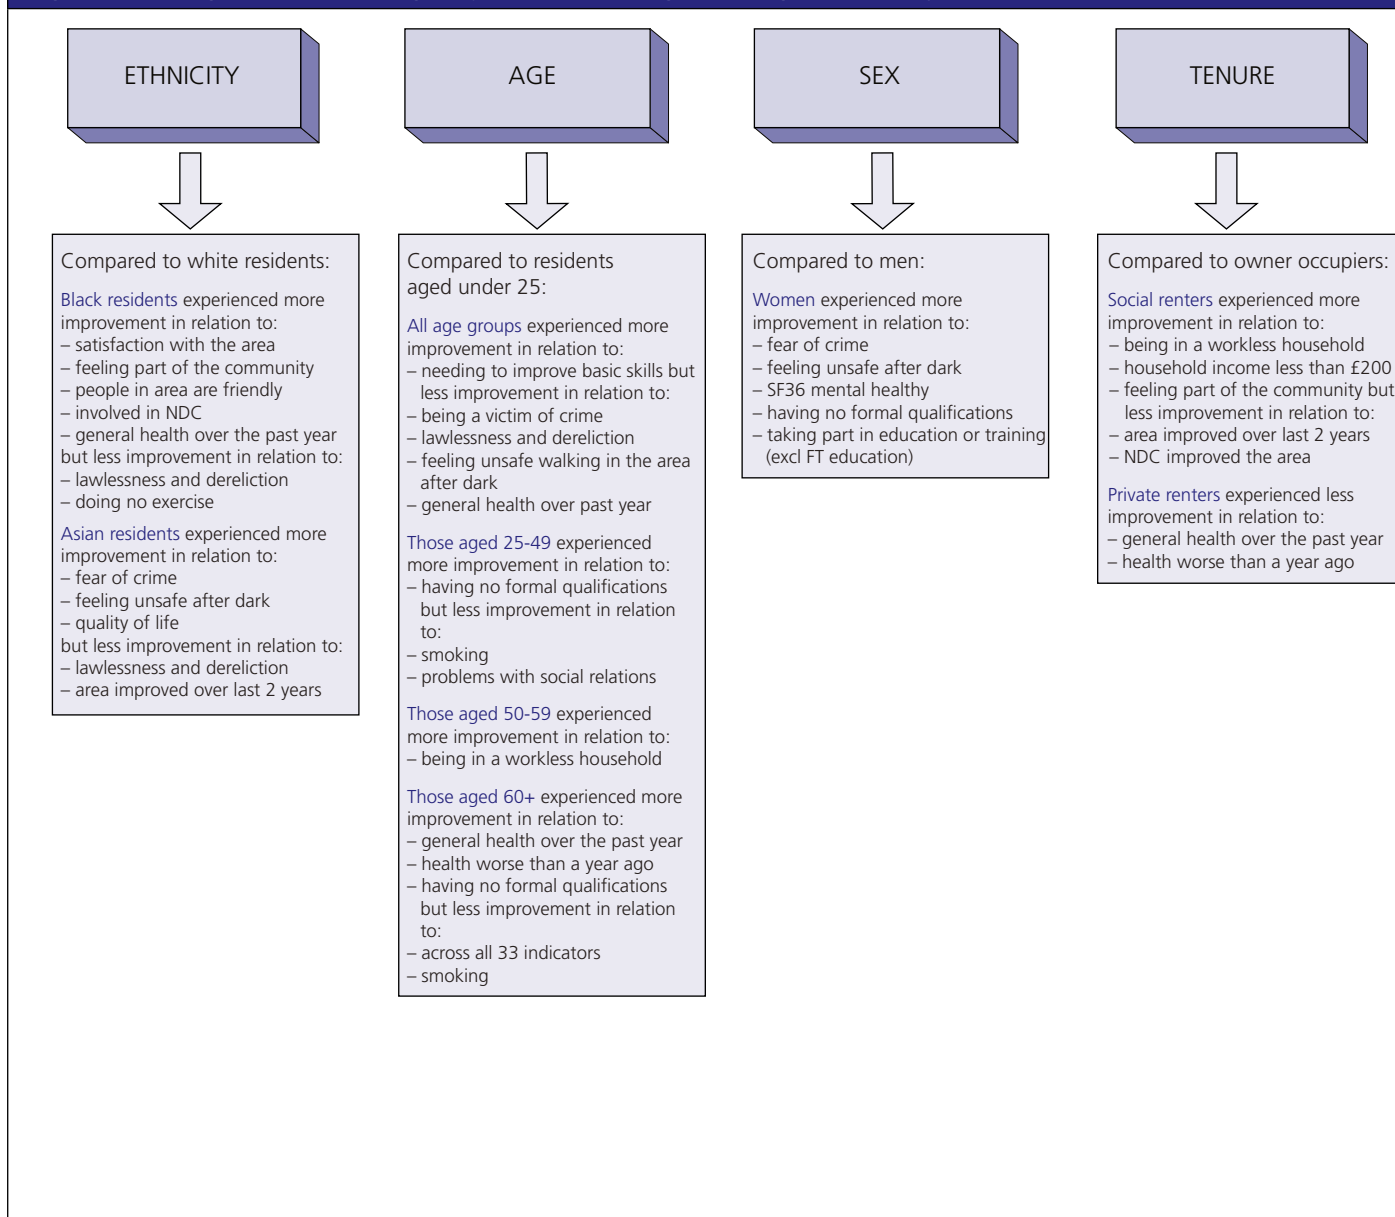 ETHNICITY
Compared to white residents:
Black residents experienced more
improvement in relation to:
– satisfaction with the area
– feeling part of the community
– people in area are friendly
– involved in NDC
– general health over the past year
but less improvement in relation to:
– lawlessness and dereliction
– doing no exercise
Asian residents experienced more
improvement in relation to:
– fear of crime
– feeling unsafe after dark
– quality of life
but less improvement in relation to:
– lawlessness and dereliction
– area improved over last 2 years
AGE
Compared to residents
aged under 25:
All age groups experienced more
improvement in relation to:
– needing to improve basic skills but
less improvement in relation to:
– being a victim of crime
– lawlessness and dereliction
– feeling unsafe walking in the area
after dark
– general health over past year
Those aged 25-49 experienced
more improvement in relation to:
– having no formal qualifications
but less improvement in relation
to:
– smoking
– problems with social relations
Those aged 50-59 experienced
more improvement in relation to:
– being in a workless household
Those aged 60+ experienced more
improvement in relation to:
– general health over the past year
– health worse than a year ago
– having no formal qualifications
but less improvement in relation
to:
– across all 33 indicators
– smoking
SEX
Compared to men:
Women experienced more
improvement in relation to:
– fear of crime
– feeling unsafe after dark
– SF36 mental healthy
– having no formal qualifications
– taking part in education or training
(excl FT education)
TENURE
Compared to owner occupiers:
Social renters experienced more
improvement in relation to:
– being in a workless household
– household income less than £200
– feeling part of the community but
less improvement in relation to:
– area improved over last 2 years
– NDC improved the area
Private renters experienced less
improvement in relation to:
– general health over the past year
– health worse than a year ago